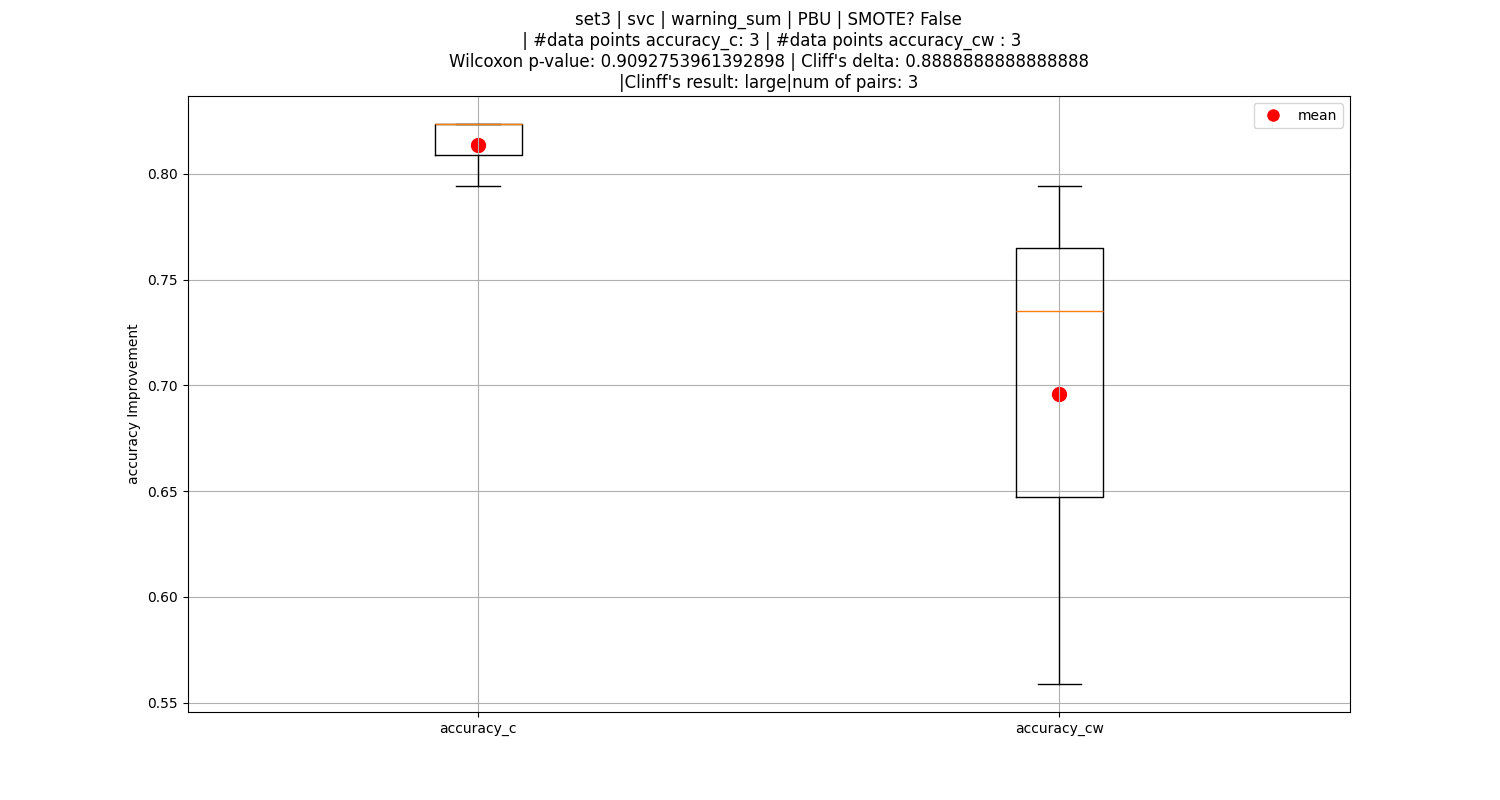 set3 | svc | warning_sum | PBU | SMOTE? False
| #data points accuracy_c: 3 | #data points accuracy_cw : 3
Wilcoxon p-value: 0.9092753961392898 | Cliff's delta: 0.8888888888888888
|Clinff's result: large|num of pairs: 3
mean
0.80
0.75
0.70
0.65
0.60
0.55
accuracy Improvement
accuracy_c
accuracy_cw